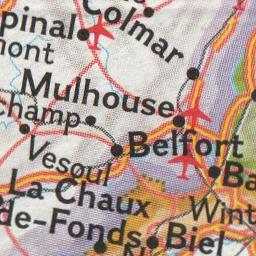 pinal
Colmar
mont
Mulhouse
champ
Belfort
Vesoul
Ba
La Chaux
-de-Fonds
Wint
Biel